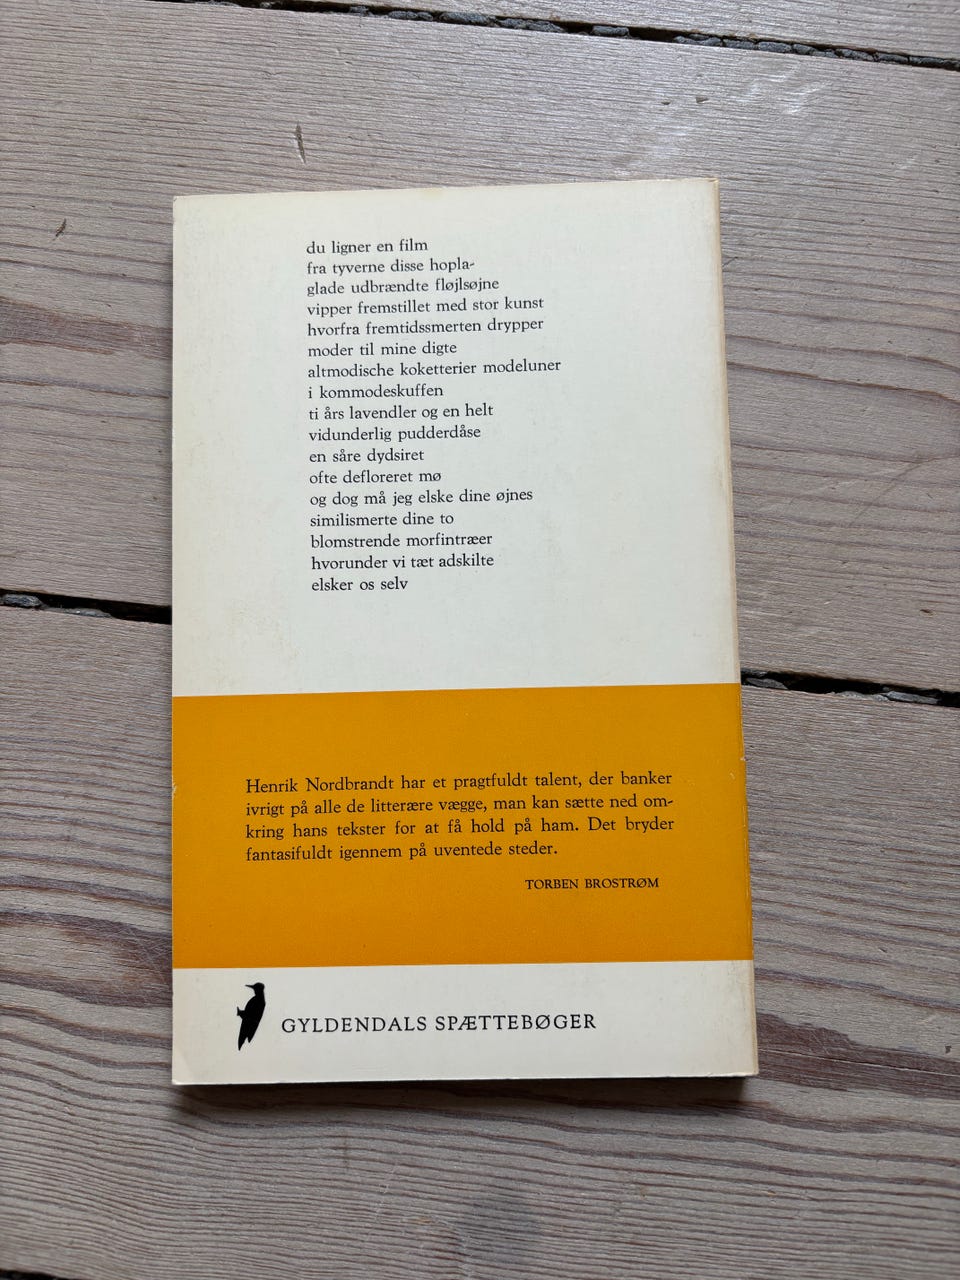 du ligner en film
fra tyverne disse hopla-
glade udbrændte fløjlsøjne
vipper fremstillet med stor kunst
hvorfra fremtidssmerten drypper
moder til mine digte
altmodische koketterier modeluner
i kommodeskuffen
ti års lavendler og en helt
vidunderlig pudderdåse
en såre dydsiret
ofte defloreret mø
og dog må jeg elske dine øjnes
similismerte dine to
blomstrende morfintræer
hvorunder vi tæt adskilte
elsker os selv
Henrik Nordbrandt har et pragtfuldt talent, der banker
ivrigt på alle de litterære vægge, man kan sætte ned om-
kring hans tekster for at få hold på ham. Det bryder
fantasifuldt igennem på uventede steder.
TORBEN BROSTRØM
GYLDENDALS SPÆTTEBØGER